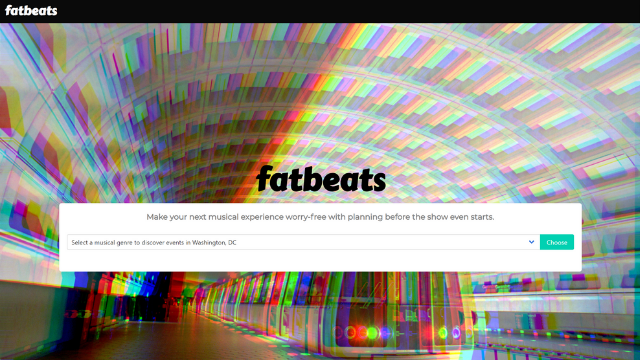 fatbeats
fatbeats
Make your next musical experience worry-free with planning before the show even starts.
Select a musical genre to discover events in Washington, DC
Choose